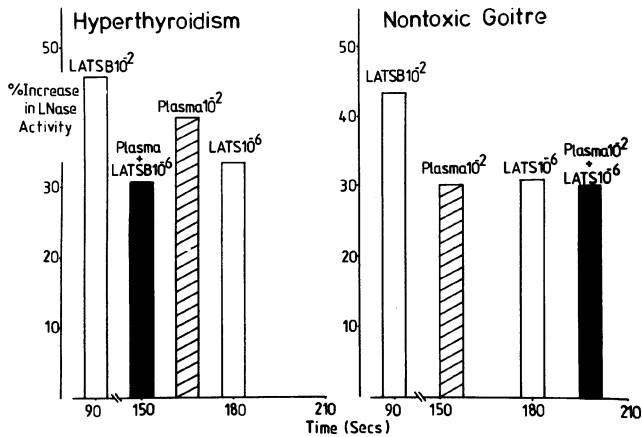 Hyperthyroidism
50
% Increase
in LNase
Activity
30
20
10
LATSB10⁻²
Plasma
+
LATSB10⁻⁶
Plasma10⁻²
LATS10⁻⁶
90
150
180
210
Nontoxic Goitre
50
40
30
20
10
LATSB10⁻²
Plasma10⁻²
LATS10⁻⁶
Plasma10⁻²
+
LATS10⁻⁶
90
150
180
210
Time (Secs)